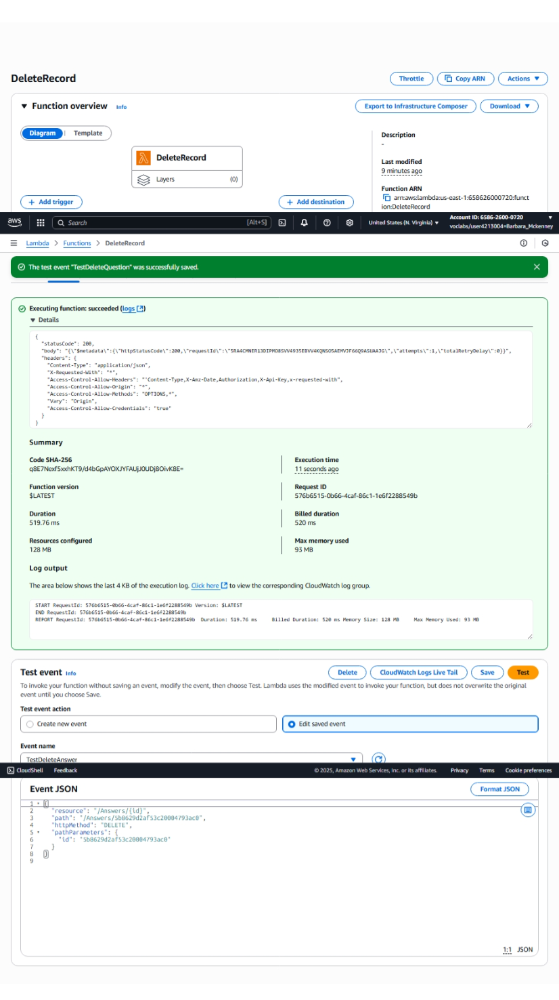 DeleteRecord
Throttle
Copy ARN
Actions
Function overview Info
Export to Infrastructure Composer
Download
Diagram
Template
DeleteRecord
Layers (0)
Add trigger
Add destination
Description
-
Last modified
9 minutes ago
Function ARN
arn:aws:lambda:us-east-1:658626000720:funct
ion:DeleteRecord
aws
Search [Alt+S]
United States (N. Virginia)
Account ID: 6586-2600-0720
voclabs/user4213004=Barbara_Mckenney
Lambda > Functions > DeleteRecord
The test event "TestDeleteQuestion" was successfully saved.
Executing function: succeeded (logs)
Details
{
"statusCode": 200,
"body": "{\"$metadata\":{\"httpStatusCode\":200,\"requestId\":\"5RA4CMNER13DIPMO8SVV4935EBVV4KQNSO5AEMVJF66Q9ASUAAJG\",\"attempts\":1,\"totalRetryDelay\":0}}",
"headers": {
"Content-Type": "application/json",
"X-Requested-With": "*",
"Access-Control-Allow-Headers": "'Content-Type,X-Amz-Date,Authorization,X-Api-Key,x-requested-with",
"Access-Control-Allow-Origin": "*",
"Access-Control-Allow-Methods": "OPTIONS,*",
"Vary": "Origin",
"Access-Control-Allow-Credentials": "true"
}
}
Summary
Code SHA-256
q8E7Nexf5xxhKT9/d4bGpAYOXJYFAUjJ0UDj8OivK8E=
Execution time
11 seconds ago
Function version
$LATEST
Request ID
576b6515-0b66-4caf-86c1-1e6f2288549b
Duration
519.76 ms
Billed duration
520 ms
Resources configured
128 MB
Max memory used
93 MB
Log output
The area below shows the last 4 KB of the execution log. Click here to view the corresponding CloudWatch log group.
START RequestId: 576b6515-0b66-4caf-86c1-1e6f2288549b Version: $LATEST
END RequestId: 576b6515-0b66-4caf-86c1-1e6f2288549b
REPORT RequestId: 576b6515-0b66-4caf-86c1-1e6f2288549b Duration: 519.76 ms Billed Duration: 520 ms Memory Size: 128 MB Max Memory Used: 93 MB
Test event Info
Delete
CloudWatch Logs Live Tail
Save
Test
To invoke your function without saving an event, modify the event, then choose Test. Lambda uses the modified event to invoke your function, but does not overwrite the original
event until you choose Save.
Test event action
Create new event
Edit saved event
Event name
TestDeleteAnswer
CloudShell Feedback © 2025, Amazon Web Services, Inc. or its affiliates. Privacy Terms Cookie preferences
Event JSON
Format JSON
1 {
2 "resource": "/Answers/{id}",
3 "path": "/Answers/5b8629d2af53c20004793ac0",
4 "httpMethod": "DELETE",
5 "pathParameters": {
6 "id": "5b8629d2af53c20004793ac0"
7 }
8 }
9
1:1 JSON